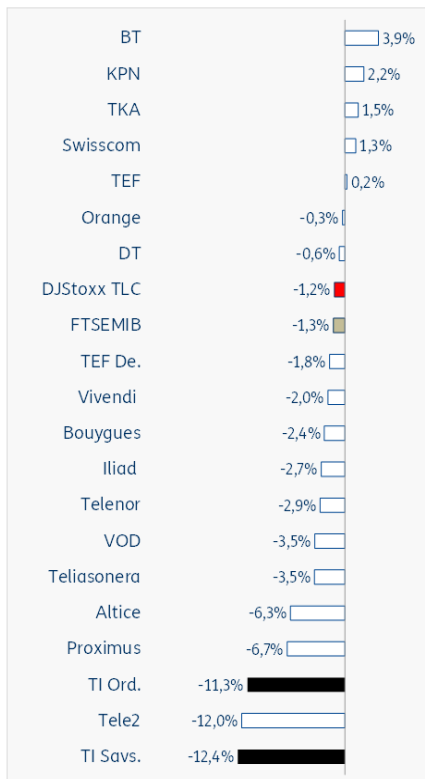 BT 3,9%
KPN 2,2%
TKA 1,5%
Swisscom 1,3%
TEF 0,2%
Orange -0,3%
DT -0,6%
DJStoxx TLC -1,2%
FTSEMIB -1,3%
TEF De. -1,8%
Vivendi -2,0%
Bouygues -2,4%
Iliad -2,7%
Telenor -2,9%
VOD -3,5%
Teliasonera -3,5%
Altice -6,3%
Proximus -6,7%
TI Ord. -11,3%
Tele2 -12,0%
TI Savs. -12,4%